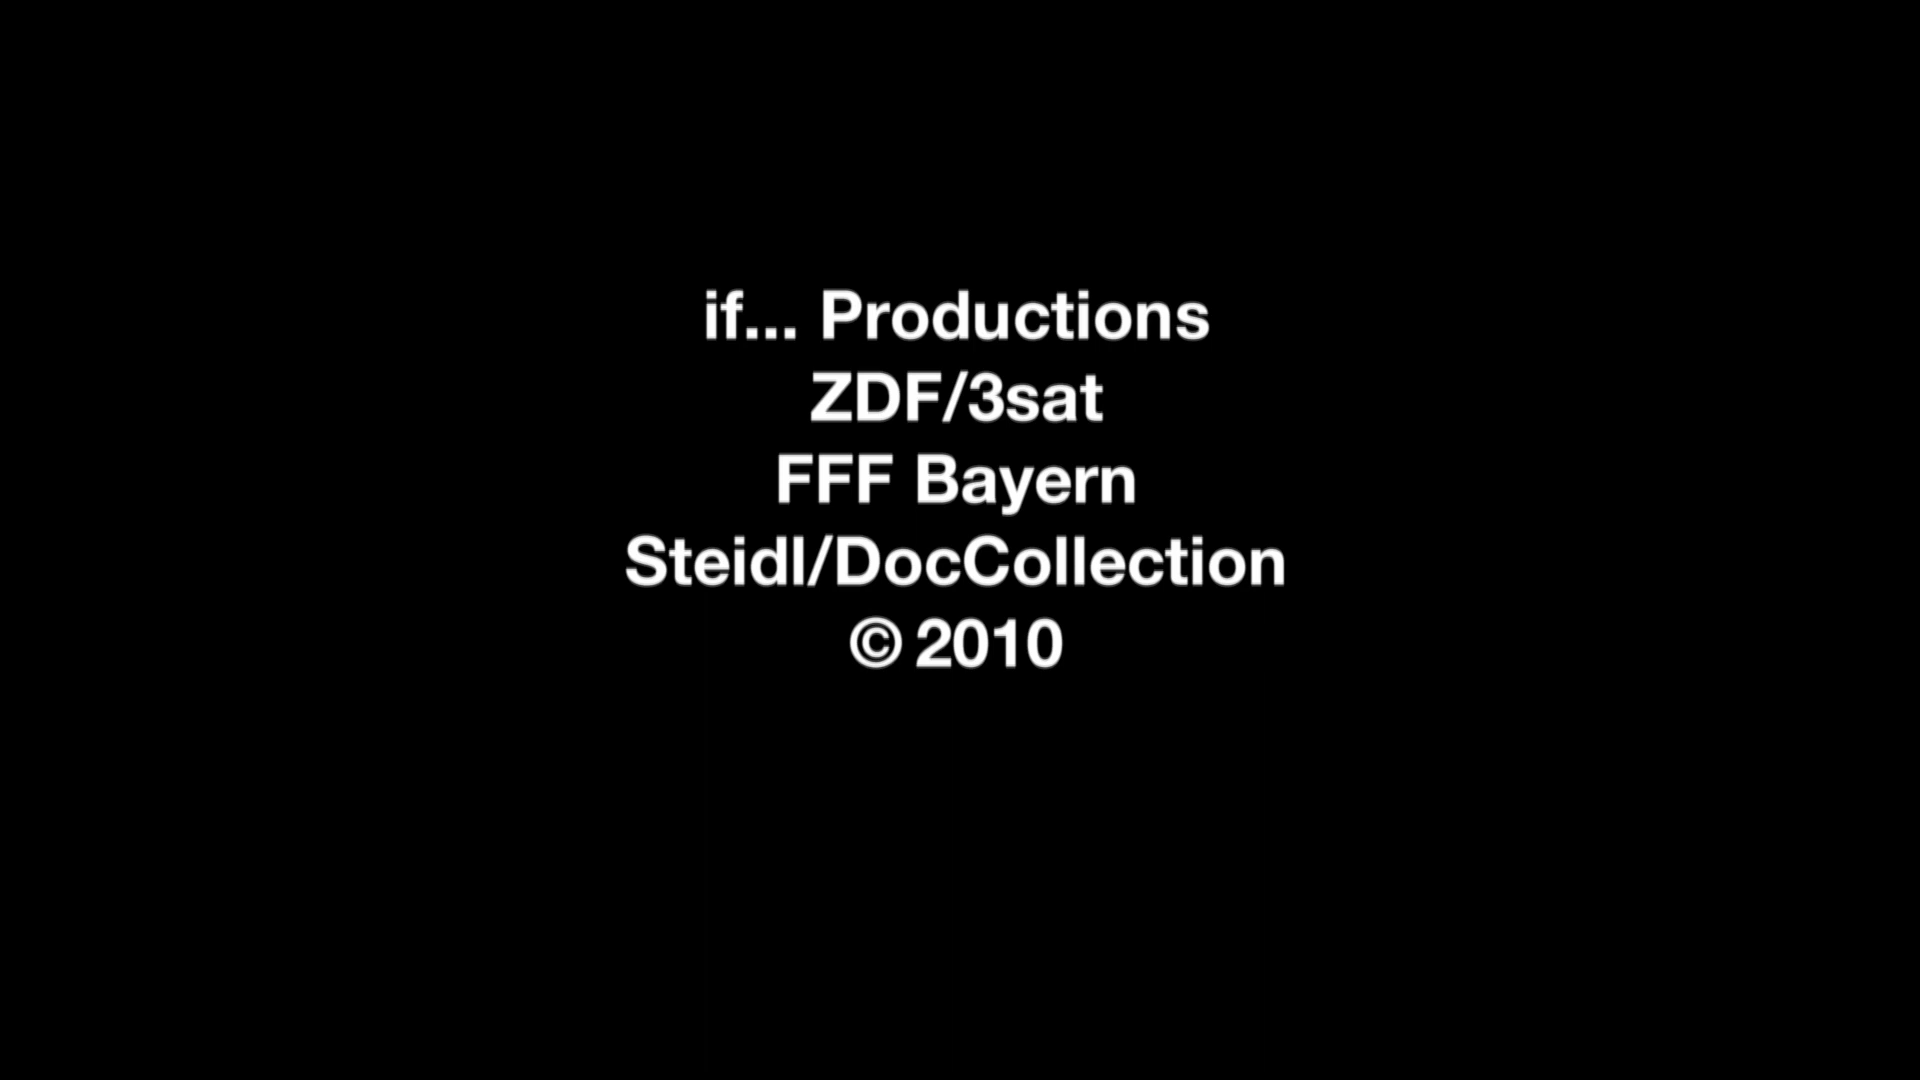 if... Productions
ZDF/3sat
FFF Bayern
Steidl/DocCollection
© 2010